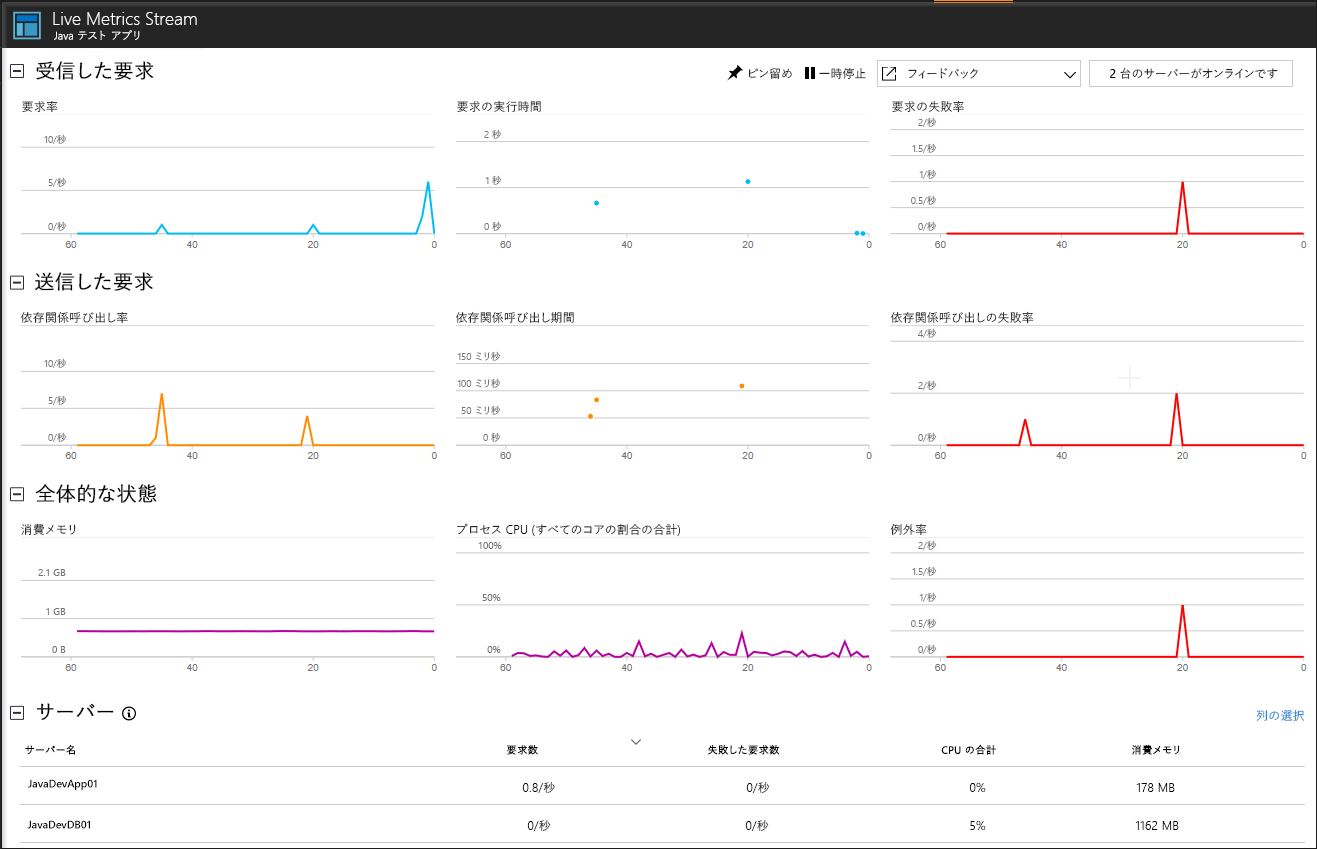 Live Metrics Stream
Java テスト アプリ
受信した要求
ピン留め
一時停止
フィードバック
2 台のサーバーがオンラインです
要求率
10/秒
5/秒
0/秒
60 40 20 0
要求の実行時間
2 秒
1 秒
0 秒
60 40 20 0
要求の失敗率
2/秒
1.5/秒
1/秒
0.5/秒
0/秒
60 40 20 0
送信した要求
依存関係呼び出し率
10/秒
5/秒
0/秒
60 40 20 0
依存関係呼び出し期間
150 ミリ秒
100 ミリ秒
50 ミリ秒
0 秒
60 40 20 0
依存関係呼び出しの失敗率
4/秒
2/秒
0/秒
60 40 20 0
全体的な状態
消費メモリ
2.1 GB
1 GB
0 B
60 40 20 0
プロセス CPU (すべてのコアの割合の合計)
100%
50%
0%
60 40 20 0
例外率
2/秒
1.5/秒
1/秒
0.5/秒
0/秒
60 40 20 0
サーバー
列の選択
サーバー名 要求数 失敗した要求数 CPU の合計 消費メモリ
JavaDevApp01 0.8/秒 0/秒 0% 178 MB
JavaDevDB01 0/秒 0/秒 5% 1162 MB